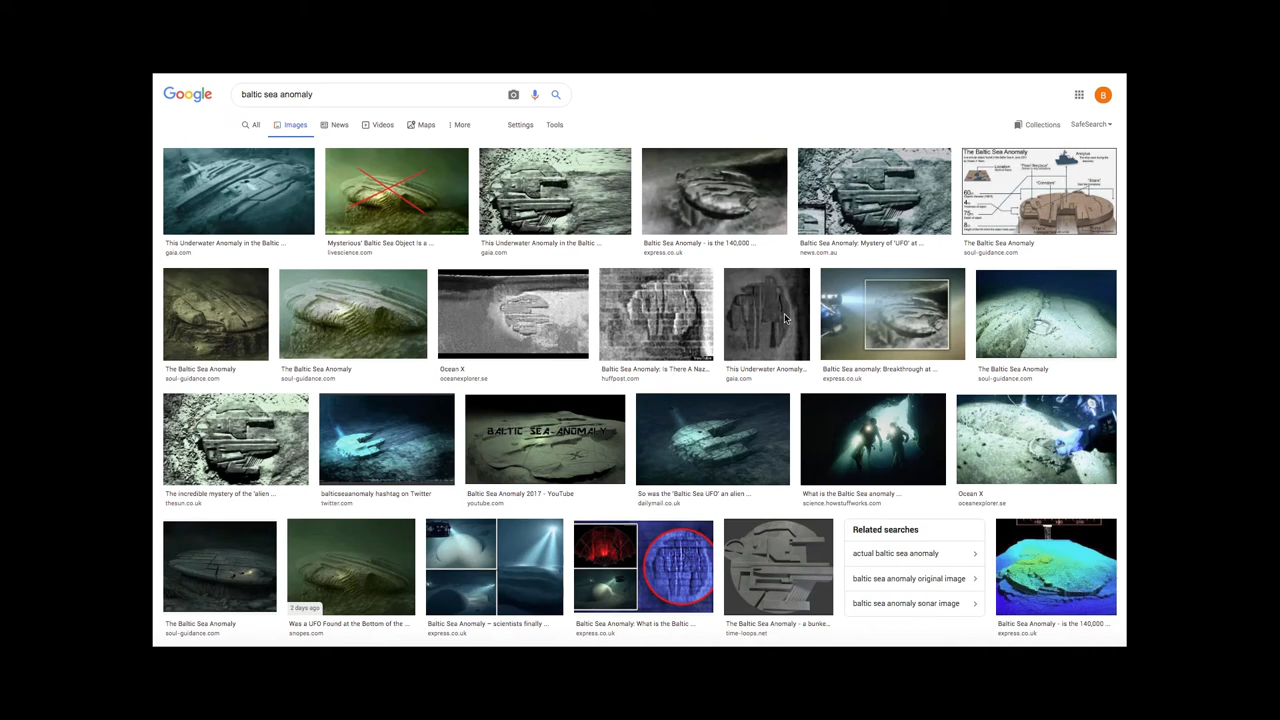 Google
baltic sea anomaly
B
All
Images
News
Videos
Maps
More
Settings
Tools
Collections
SafeSearch
The Baltic Sea Anomaly
This Underwater Anomaly in the Baltic ...
gaia.com
Mysterious' Baltic Sea Object Is a ...
livescience.com
This Underwater Anomaly in the Baltic ...
gaia.com
Baltic Sea Anomaly - is the 140,000 ...
express.co.uk
Baltic Sea Anomaly: Mystery of 'UFO' at ...
news.com.au
The Baltic Sea Anomaly
soul-guidance.com
The Baltic Sea Anomaly
soul-guidance.com
The Baltic Sea Anomaly
soul-guidance.com
Ocean X
oceanexplorer.se
Baltic Sea Anomaly: Is There A Naz...
huffpost.com
This Underwater Anomaly...
gaia.com
Baltic Sea anomaly: Breakthrough at ...
express.co.uk
The Baltic Sea Anomaly
soul-guidance.com
BALTIC-SEA-ANOMALY
The incredible mystery of the 'alien ...
thesun.co.uk
balticseaanomaly hashtag on Twitter
twitter.com
Baltic Sea Anomaly 2017 - YouTube
youtube.com
So was the 'Baltic Sea UFO' an alien ...
dailymail.co.uk
What is the Baltic Sea anomaly ...
science.howstuffworks.com
Ocean X
oceanexplorer.se
Related searches
actual baltic sea anomaly
baltic sea anomaly original image
baltic sea anomaly sonar image
2 days ago
The Baltic Sea Anomaly
soul-guidance.com
Was a UFO Found at the Bottom of the ...
snopes.com
Baltic Sea Anomaly – scientists finally ...
express.co.uk
Baltic Sea Anomaly: What is the Baltic ...
express.co.uk
The Baltic Sea Anomaly - a bunke...
time-loops.net
Baltic Sea Anomaly - is the 140,000 ...
express.co.uk